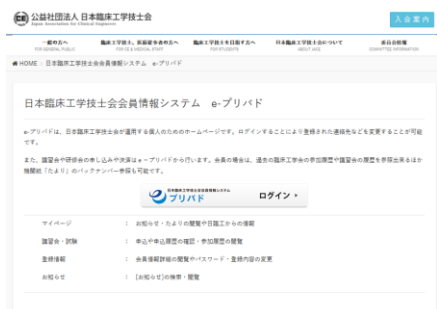 公益社団法人 日本臨床工学技士会
Japan Association for Clinical Engineers
入会案内
一般の方へ
FOR GENERAL PUBLIC
臨床工学技士、医療従事者の方へ
FOR CE & MEDICAL STAFF
臨床工学技士を目指す方へ
FOR STUDENTS
日本臨床工学技士会について
ABOUT JACE
委員会情報
COMMITTEE INFORMATION
HOME > 日本臨床工学技士会会員情報システム e-プリバド
日本臨床工学技士会会員情報システム e-プリバド
e-プリバドは、日本臨床工学技士会が運用する個人のためのホームページです。ログインすることにより登録された連絡先などを変更することが可能
です。
また、講習会や研修会の申し込みや決済はe-プリバドから行います。会員の場合は、過去の臨床工学会の参加履歴や講習会の履歴を参照出来るほか
機関紙「たより」のバックナンバー参照も可能です。
日本臨床工学技士会会員情報システム
プリバド
ログイン
マイページ : お知らせ・たよりの閲覧や日臨工からの情報
講習会・試験 : 申込や申込履歴の確認・参加履歴の閲覧
登録情報 : 会員情報詳細の閲覧やパスワード・登録内容の変更
お知らせ : [お知らせ]の検索・閲覧